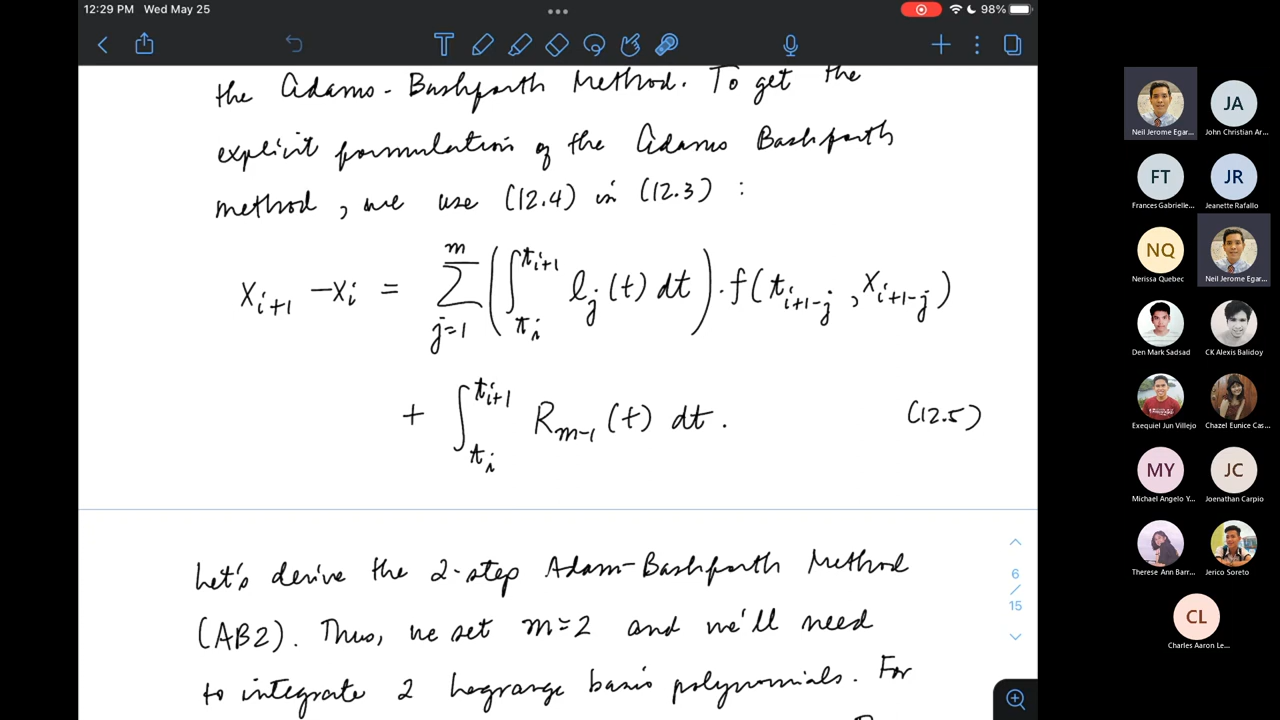 12:29 PM Wed May 25
98%
the Adams-Bashforth Method. To get the
explicit formulation of the Adams Bashforth
method, we use (12.4) in (12.3) :
x_{i+1} - x_i = \sum_{j=1}^{m} ( \int_{t_i}^{t_{i+1}} l_j(t) dt ) \cdot f(t_{i+1-j}, x_{i+1-j})
+ \int_{t_i}^{t_{i+1}} R_{m-1}(t) dt. (12.5)
Let's derive the 2-step Adam-Bashforth Method
(AB2). Thus, we set m=2 and we'll need
to integrate 2 Lagrange basis polynomials. For
6
/
15
Neil Jerome Egar...
JA
John Christian Ar...
FT
Frances Gabrielle...
JR
Jeanette Rafallo
NQ
Nerissa Quebec
Neil Jerome Egar...
Den Mark Sadsad
CK Alexis Balidoy
Exequiel Jun Villejo
Chazel Eunice Cas...
MY
Michael Angelo Y...
JC
Joenathan Carpio
Therese Ann Barr...
Jerico Soreto
CL
Charles Aaron Le...